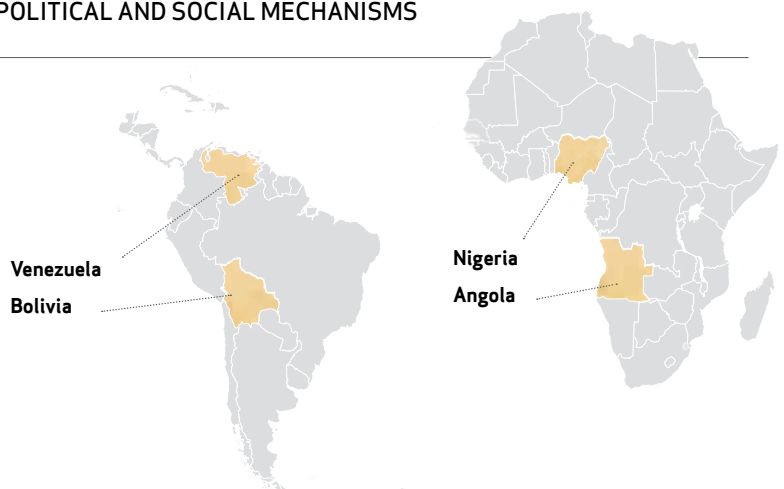 POLITICAL AND SOCIAL MECHANISMS
Venezuela
Bolivia
Nigeria
Angola